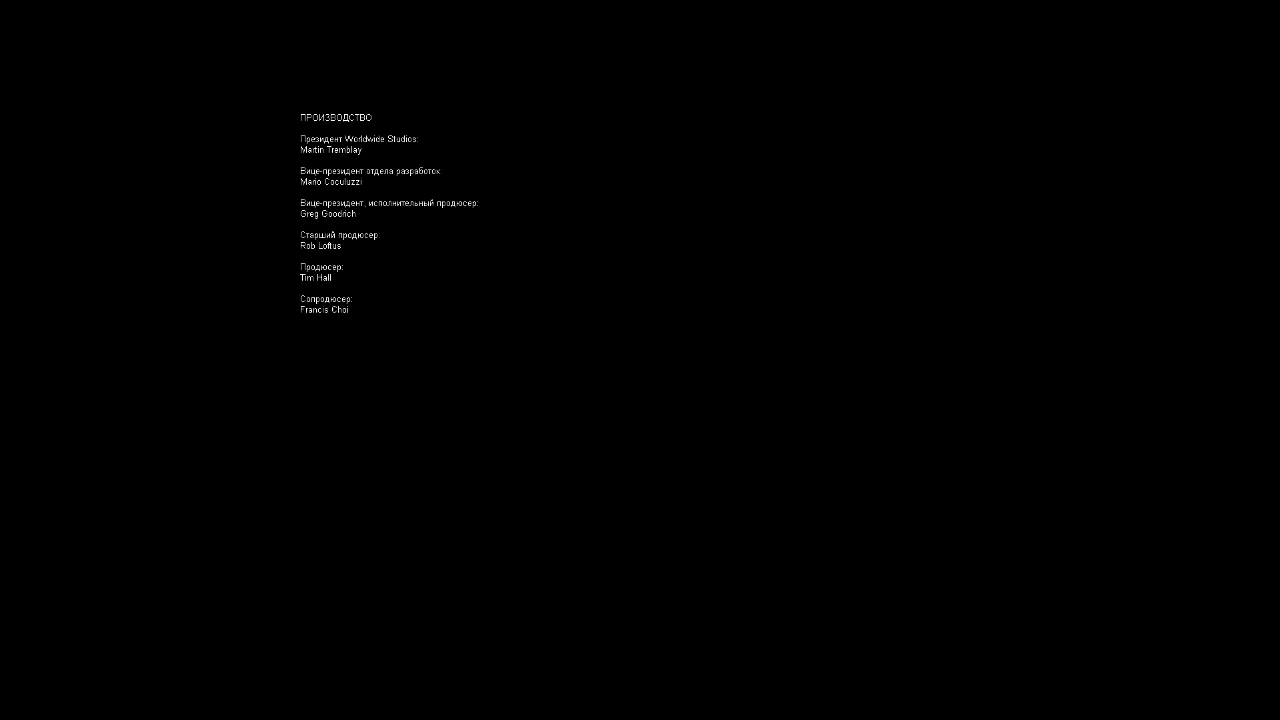 ПРОИЗВОДСТВО
Президент Worldwide Studios:
Martin Tremblay
Вице-президент отдела разработок
Mario Coculuzzi
Вице-президент, исполнительный продюсер:
Greg Goodrich
Старший продюсер:
Rob Loftus
Продюсер:
Tim Hall
Сопродюсер:
Francis Choi